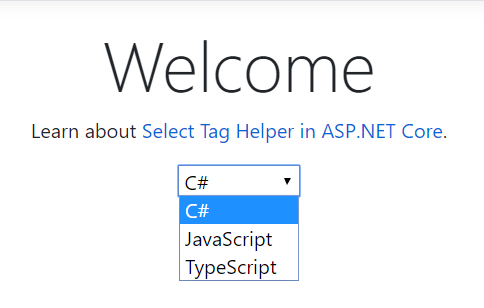 Welcome
Learn about Select Tag Helper in ASP.NET Core.
C#
C#
JavaScript
TypeScript